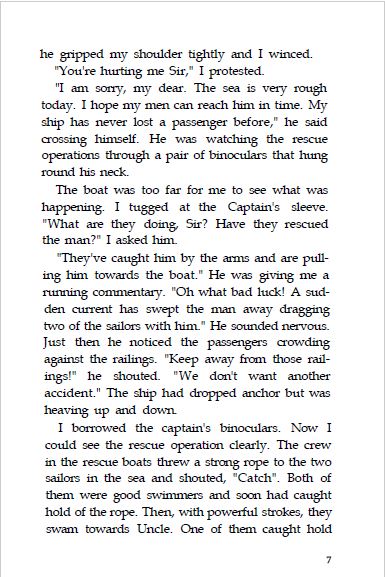 he gripped my shoulder tightly and I winced.
"You're hurting me Sir," I protested.
"I am sorry, my dear. The sea is very rough
today. I hope my men can reach him in time. My
ship has never lost a passenger before," he said
crossing himself. He was watching the rescue
operations through a pair of binoculars that hung
round his neck.
The boat was too far for me to see what was
happening. I tugged at the Captain's sleeve.
"What are they doing, Sir? Have they rescued
the man?" I asked him.
"They've caught him by the arms and are pull-
ing him towards the boat." He was giving me a
running commentary. "Oh what bad luck! A sud-
den current has swept the man away dragging
two of the sailors with him." He sounded nervous.
Just then he noticed the passengers crowding
against the railings. "Keep away from those rail-
ings!" he shouted. "We don't want another
accident." The ship had dropped anchor but was
heaving up and down.
I borrowed the captain's binoculars. Now I
could see the rescue operation clearly. The crew
in the rescue boats threw a strong rope to the two
sailors in the sea and shouted, "Catch". Both of
them were good swimmers and soon had caught
hold of the rope. Then, with powerful strokes, they
swam towards Uncle. One of them caught hold
7